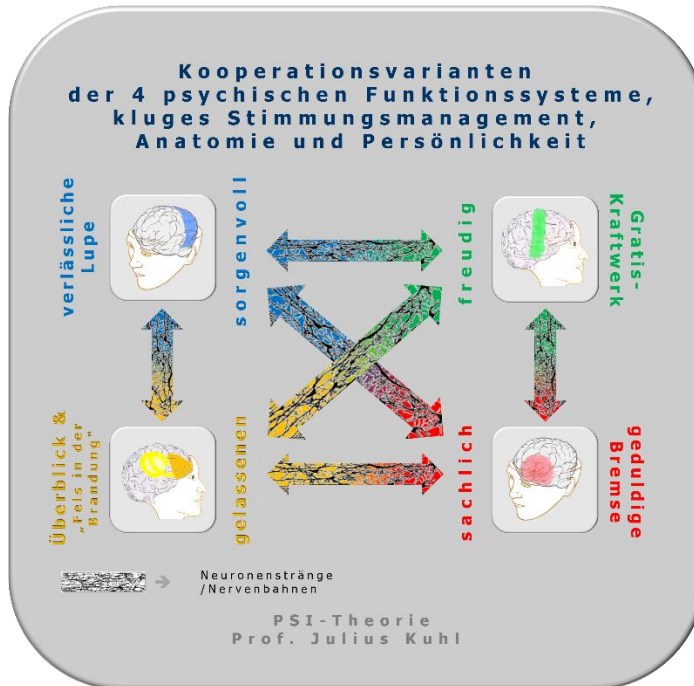 Kooperationsvarianten
der 4 psychischen Funktionssysteme,
kluges Stimmungsmanagement,
Anatomie und Persönlichkeit
verlässliche
Lupe
sorgenvoll
freudig
Gratis-
Kraftwerk
Überblick &
„Fels in der
Brandung"
gelassenen
sachlich
geduldige
Bremse
Neuronenstränge
/Nervenbahnen
PSI-Theorie
Prof. Julius Kuhl